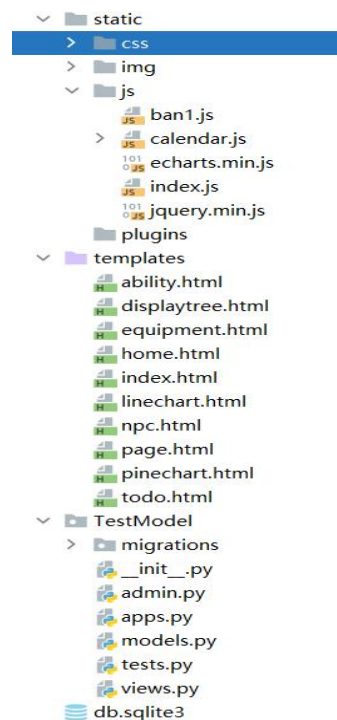 static
css
img
js
ban1.js
calendar.js
echarts.min.js
index.js
jquery.min.js
plugins
templates
ability.html
displaytree.html
equipment.html
home.html
index.html
linechart.html
npc.html
page.html
pinechart.html
todo.html
TestModel
migrations
__init__.py
admin.py
apps.py
models.py
tests.py
views.py
db.sqlite3